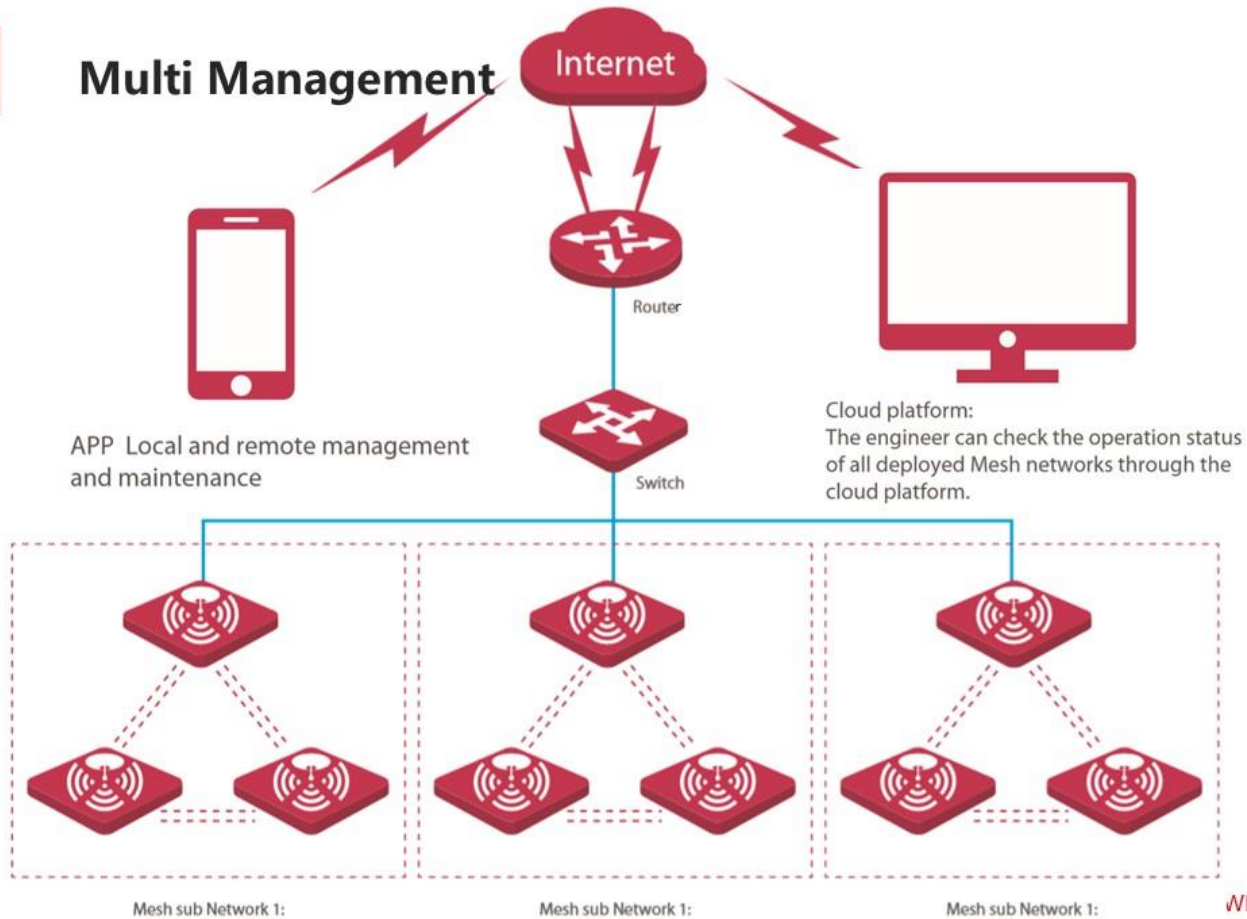 Multi Management
Internet
Router
APP Local and remote management
and maintenance
Switch
Cloud platform:
The engineer can check the operation status
of all deployed Mesh networks through the
cloud platform.
Mesh sub Network 1:
Mesh sub Network 1:
Mesh sub Network 1: